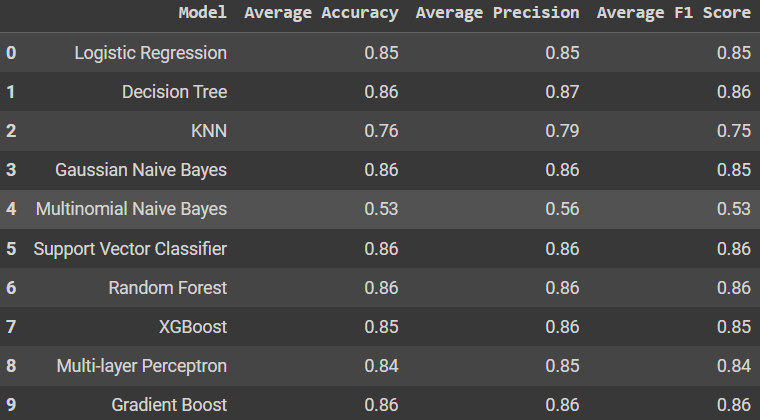 Model Average Accuracy Average Precision Average F1 Score
0 Logistic Regression 0.85 0.85 0.85
1 Decision Tree 0.86 0.87 0.86
2 KNN 0.76 0.79 0.75
3 Gaussian Naive Bayes 0.86 0.86 0.85
4 Multinomial Naive Bayes 0.53 0.56 0.53
5 Support Vector Classifier 0.86 0.86 0.86
6 Random Forest 0.86 0.86 0.86
7 XGBoost 0.85 0.86 0.85
8 Multi-layer Perceptron 0.84 0.85 0.84
9 Gradient Boost 0.86 0.86 0.86